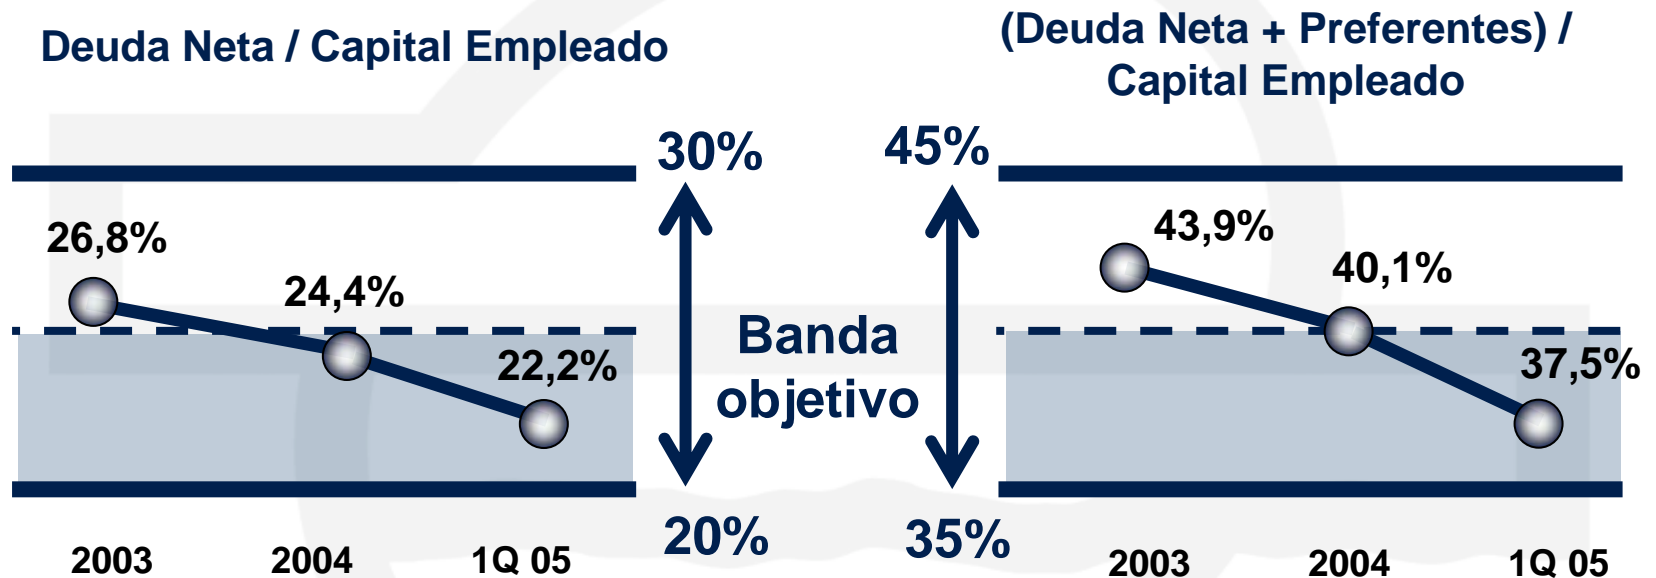 Deuda Neta / Capital Empleado
30%
26,8%
24,4%
22,2%
20%
2003 2004 1Q 05
Banda
objetivo
(Deuda Neta + Preferentes) /
Capital Empleado
45%
43,9%
40,1%
37,5%
35%
2003 2004 1Q 05